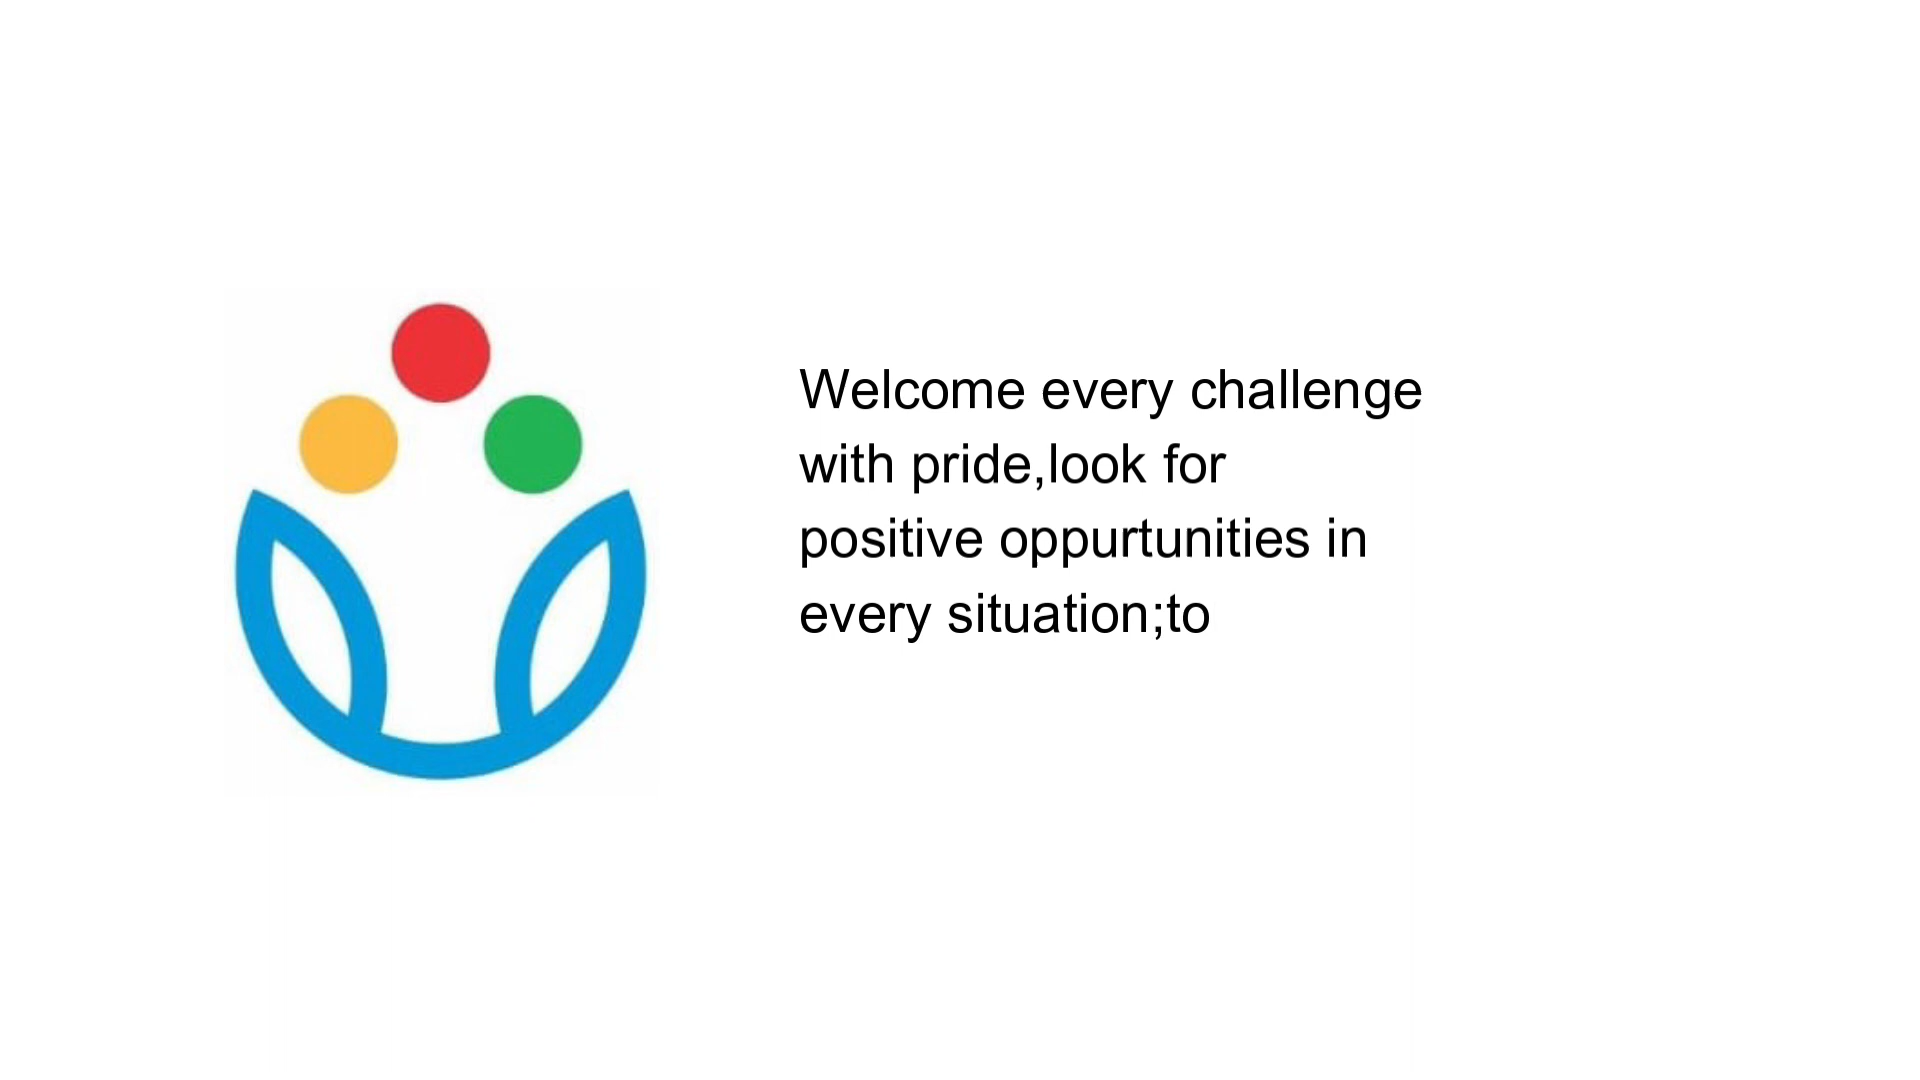 Welcome every challenge
with pride,look for
positive oppurtunities in
every situation;to